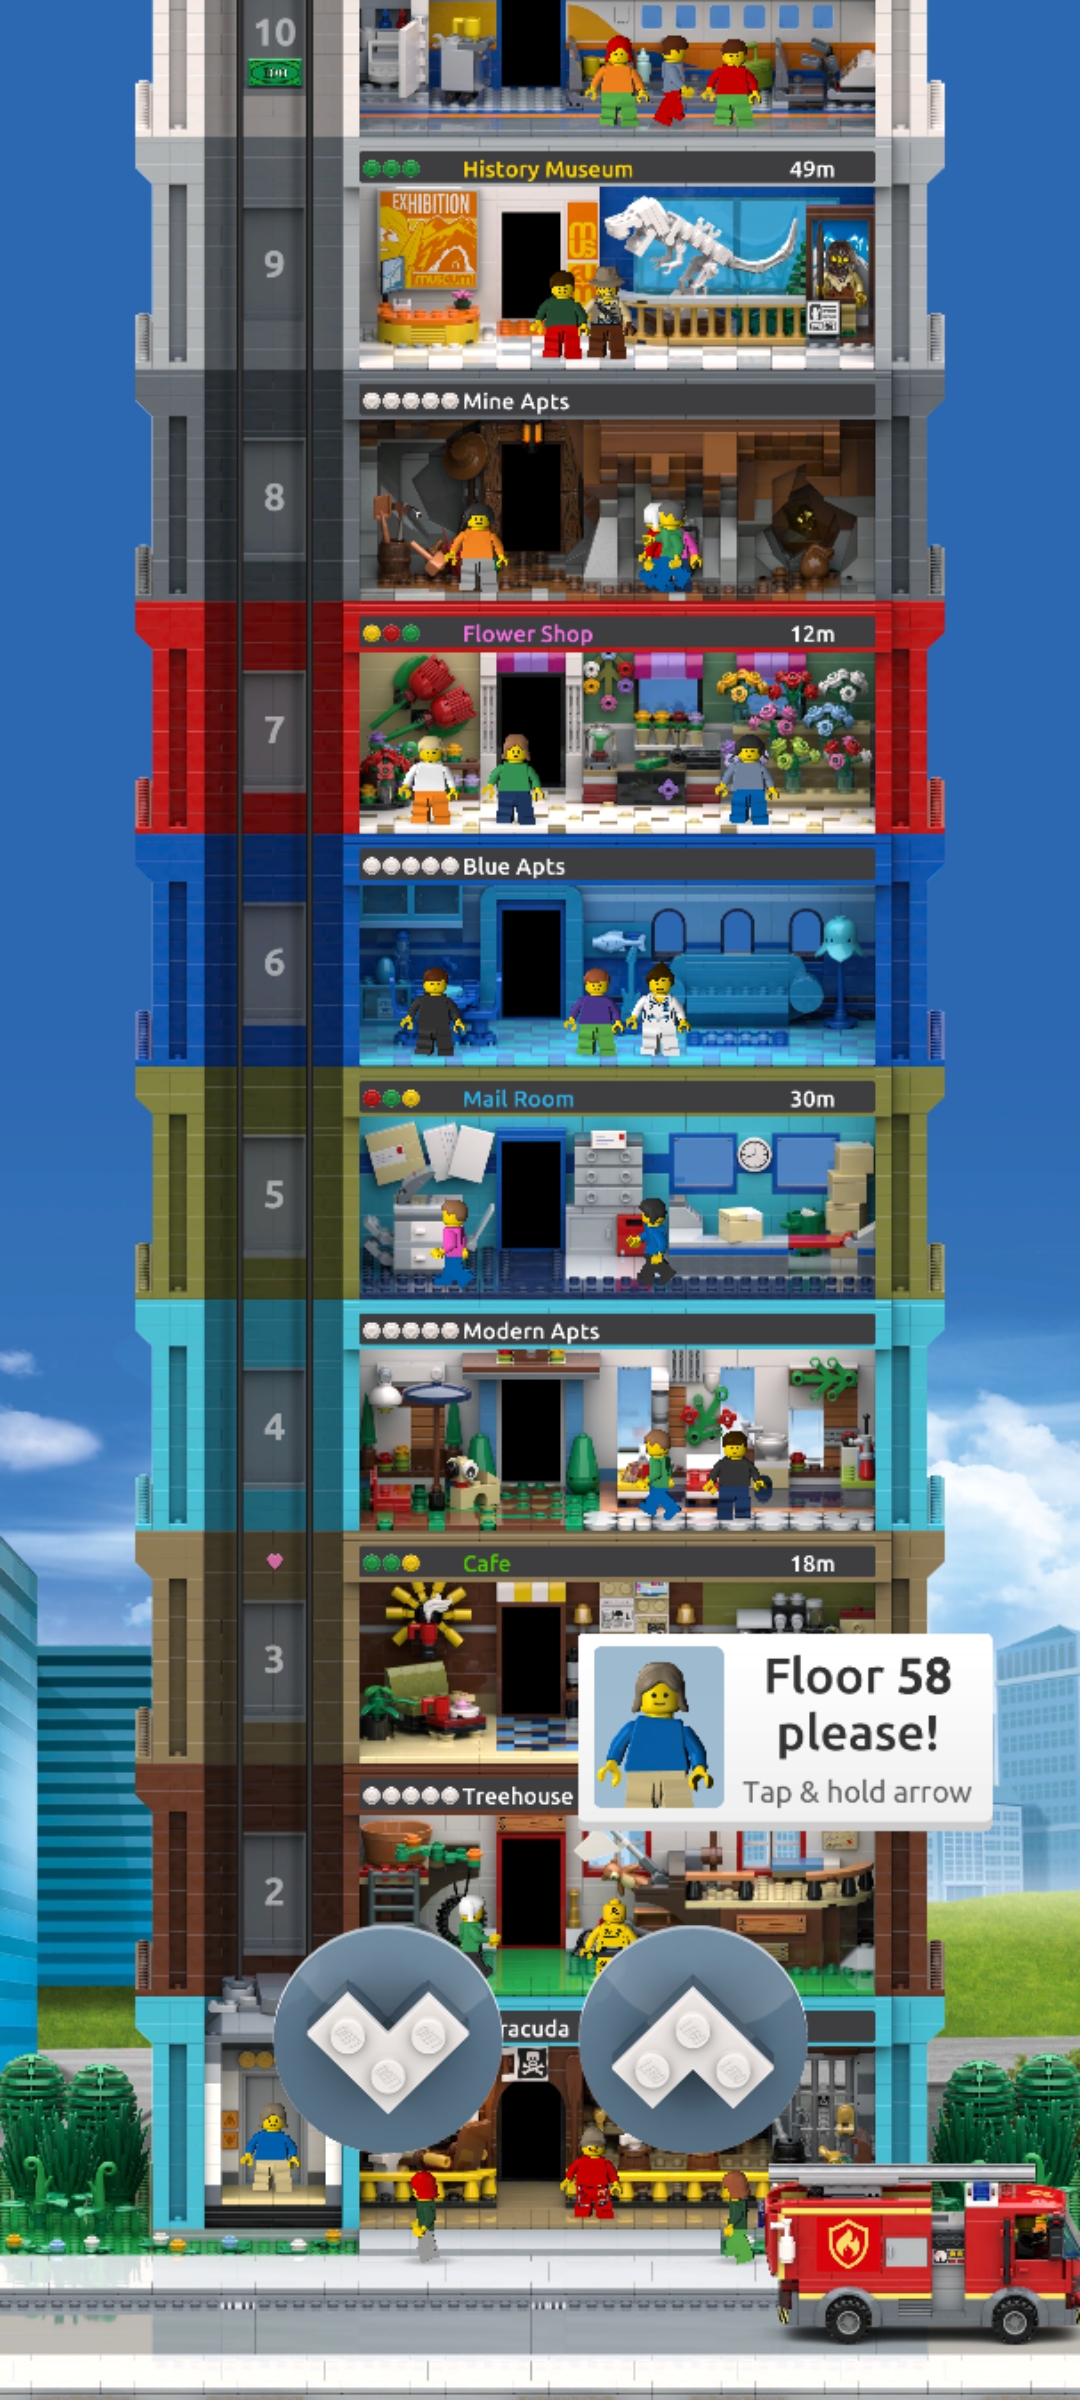 10
History Museum 49m
EXHIBITION
museum
9
Mine Apts
8
Flower Shop 12m
7
Blue Apts
6
Mail Room 30m
5
Modern Apts
4
Cafe 18m
3
Floor 58
please!
Tap & hold arrow
Treehouse
2
racuda